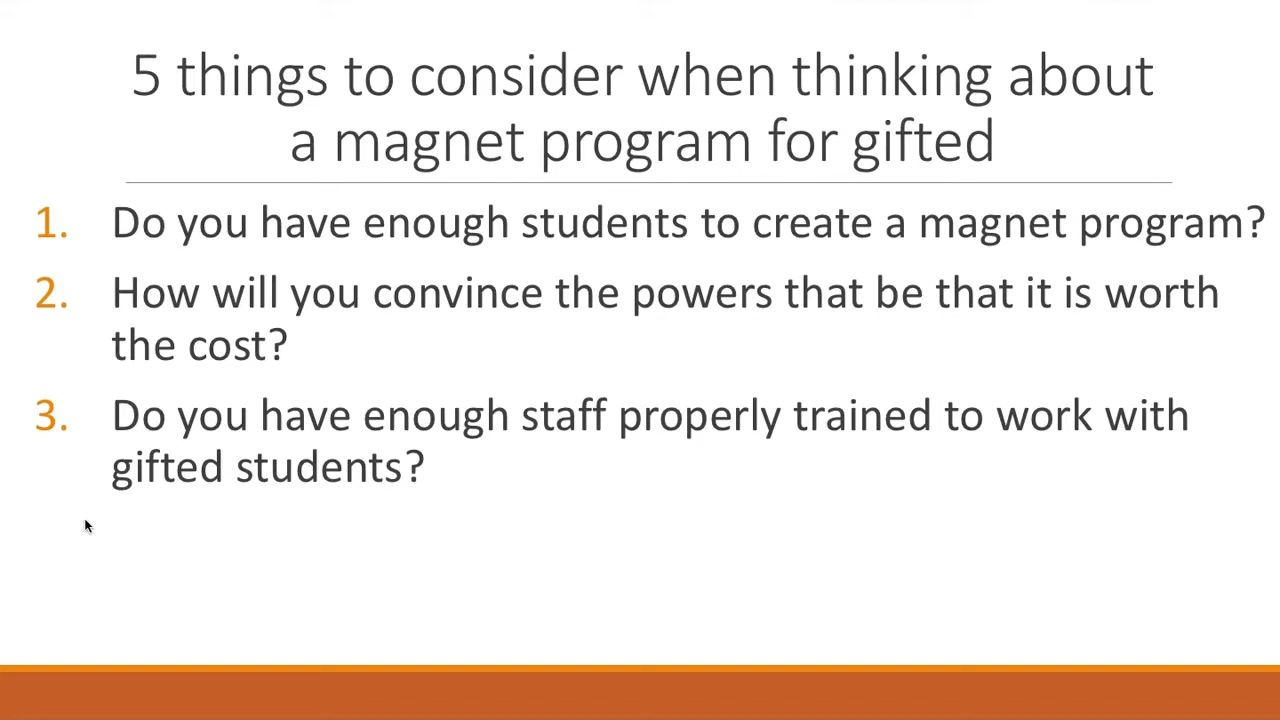 5 things to consider when thinking about
a magnet program for gifted
1. Do you have enough students to create a magnet program?
2. How will you convince the powers that be that it is worth
the cost?
3. Do you have enough staff properly trained to work with
gifted students?